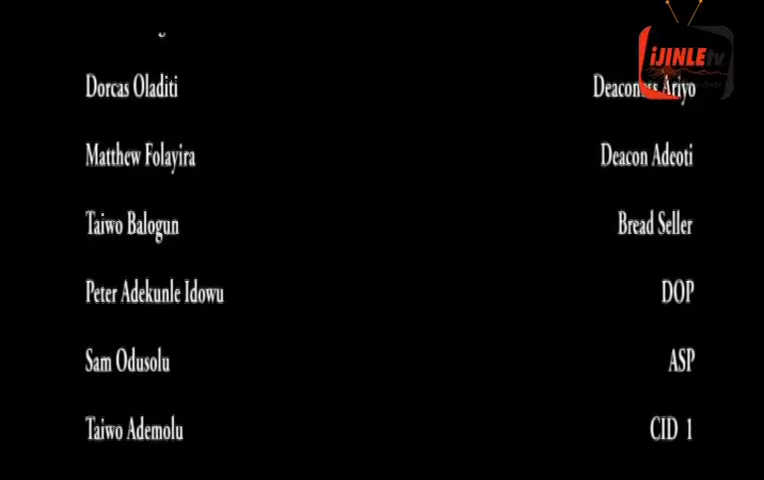 iJINLEtv
Dorcas Oladiti Deaconess Ariyo
Matthew Folayira Deacon Adeoti
Taiwo Balogun Bread Seller
Peter Adekunle Idowu DOP
Sam Odusolu ASP
Taiwo Ademolu CID 1